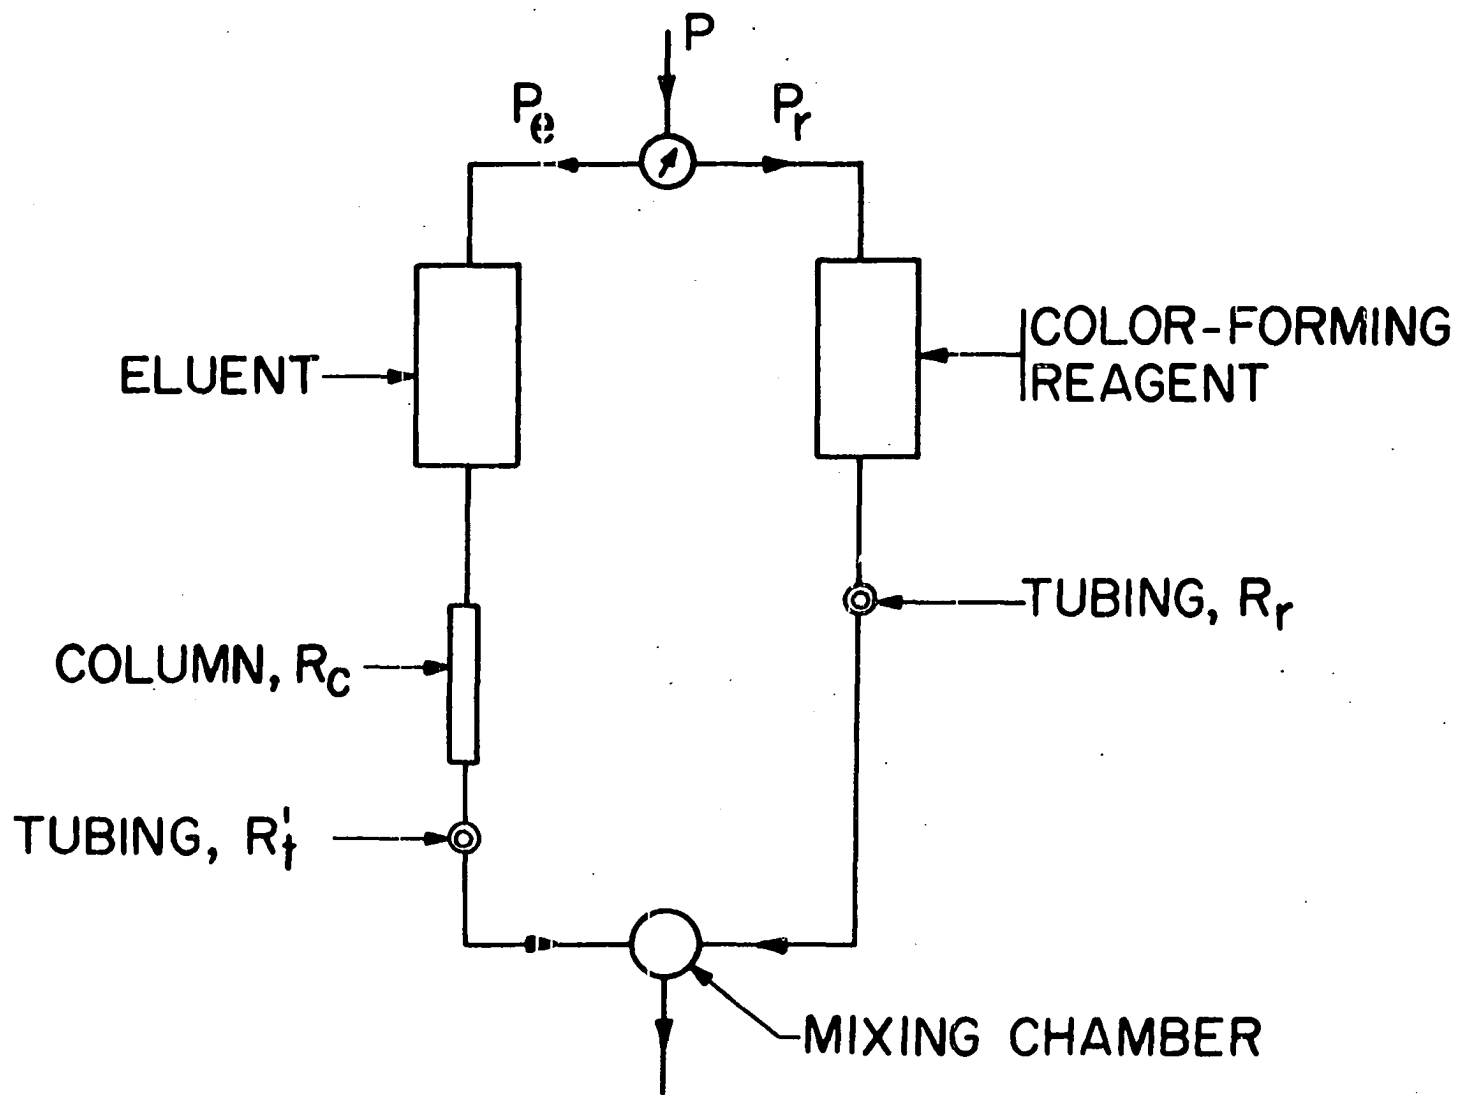 P
Pe
Pr
ELUENT
COLOR-FORMING
REAGENT
TUBING, Rr
COLUMN, Rc
TUBING, R't
MIXING CHAMBER